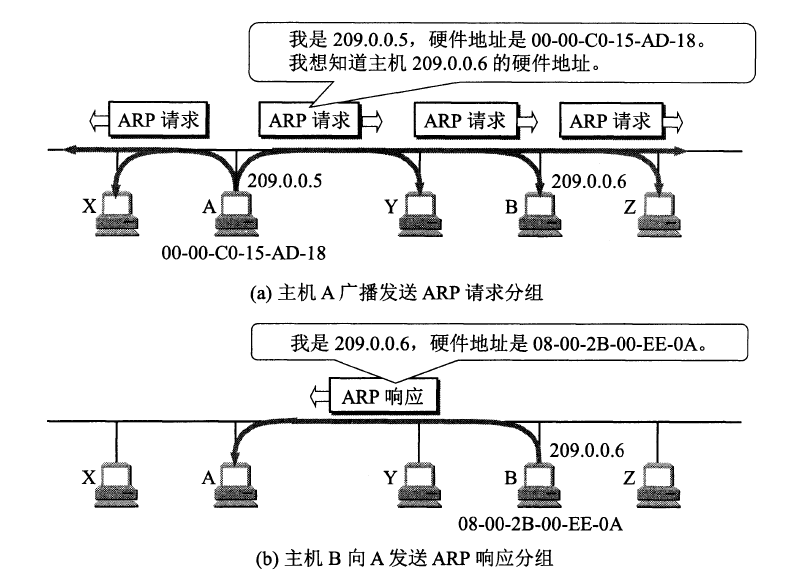 我是 209.0.0.5，硬件地址是 00-00-C0-15-AD-18。
我想知道主机 209.0.0.6 的硬件地址。
ARP 请求
ARP 请求
ARP 请求
ARP 请求
209.0.0.5
209.0.0.6
X
A
Y
B
Z
00-00-C0-15-AD-18
(a) 主机 A 广播发送 ARP 请求分组
我是 209.0.0.6，硬件地址是 08-00-2B-00-EE-0A。
ARP 响应
209.0.0.6
X
A
Y
B
Z
08-00-2B-00-EE-0A
(b) 主机 B 向 A 发送 ARP 响应分组